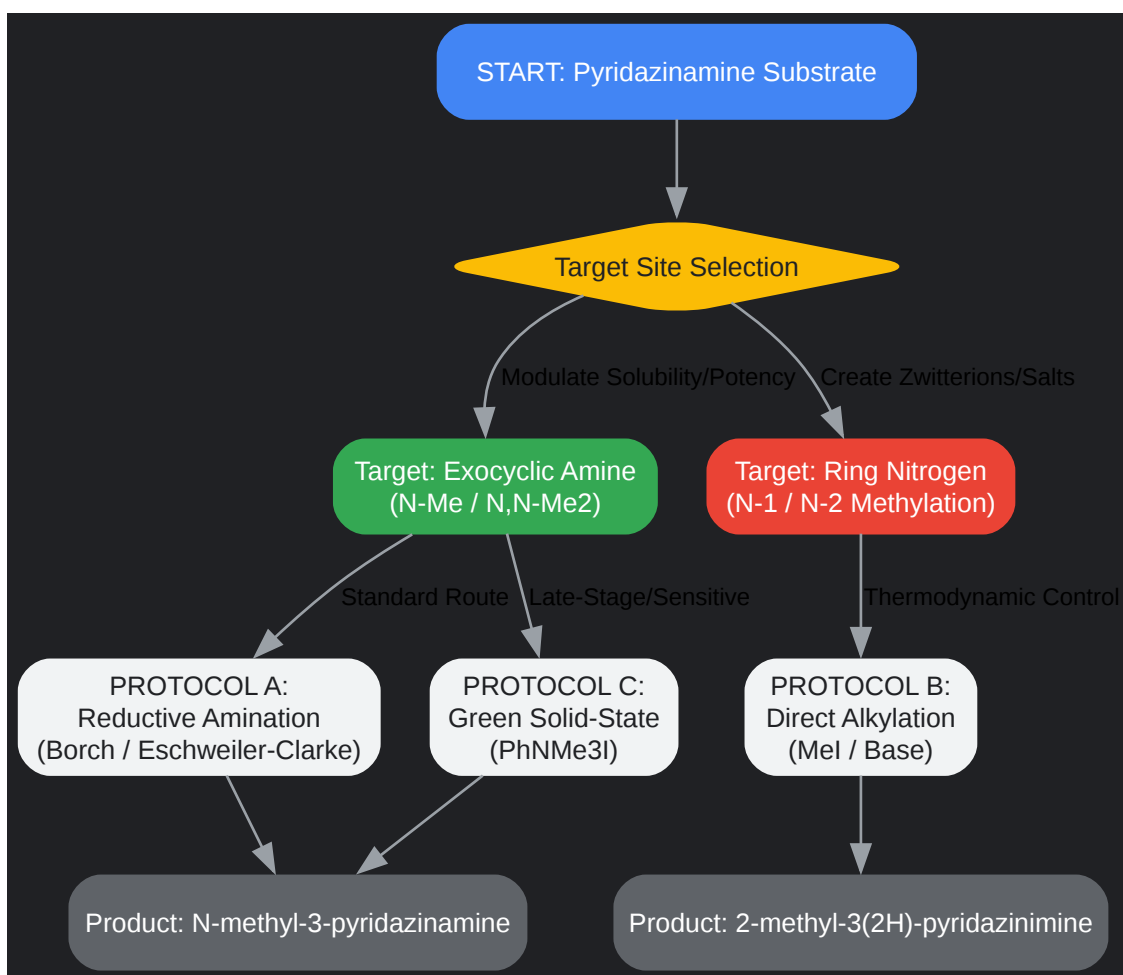 START: Pyridazinamine Substrate
Target Site Selection
Modulate Solubility/Potency
Create Zwitterions/Salts
Target: Exocyclic Amine
(N-Me / N,N-Me2)
Target: Ring Nitrogen
(N-1 / N-2 Methylation)
Standard Route
Late-Stage/Sensitive
Thermodynamic Control
PROTOCOL A:
Reductive Amination
(Borch / Eschweiler-Clarke)
PROTOCOL C:
Green Solid-State
(PhNMe3I)
PROTOCOL B:
Direct Alkylation
(MeI / Base)
Product: N-methyl-3-pyridazinamine
Product: 2-methyl-3(2H)-pyridazinimine